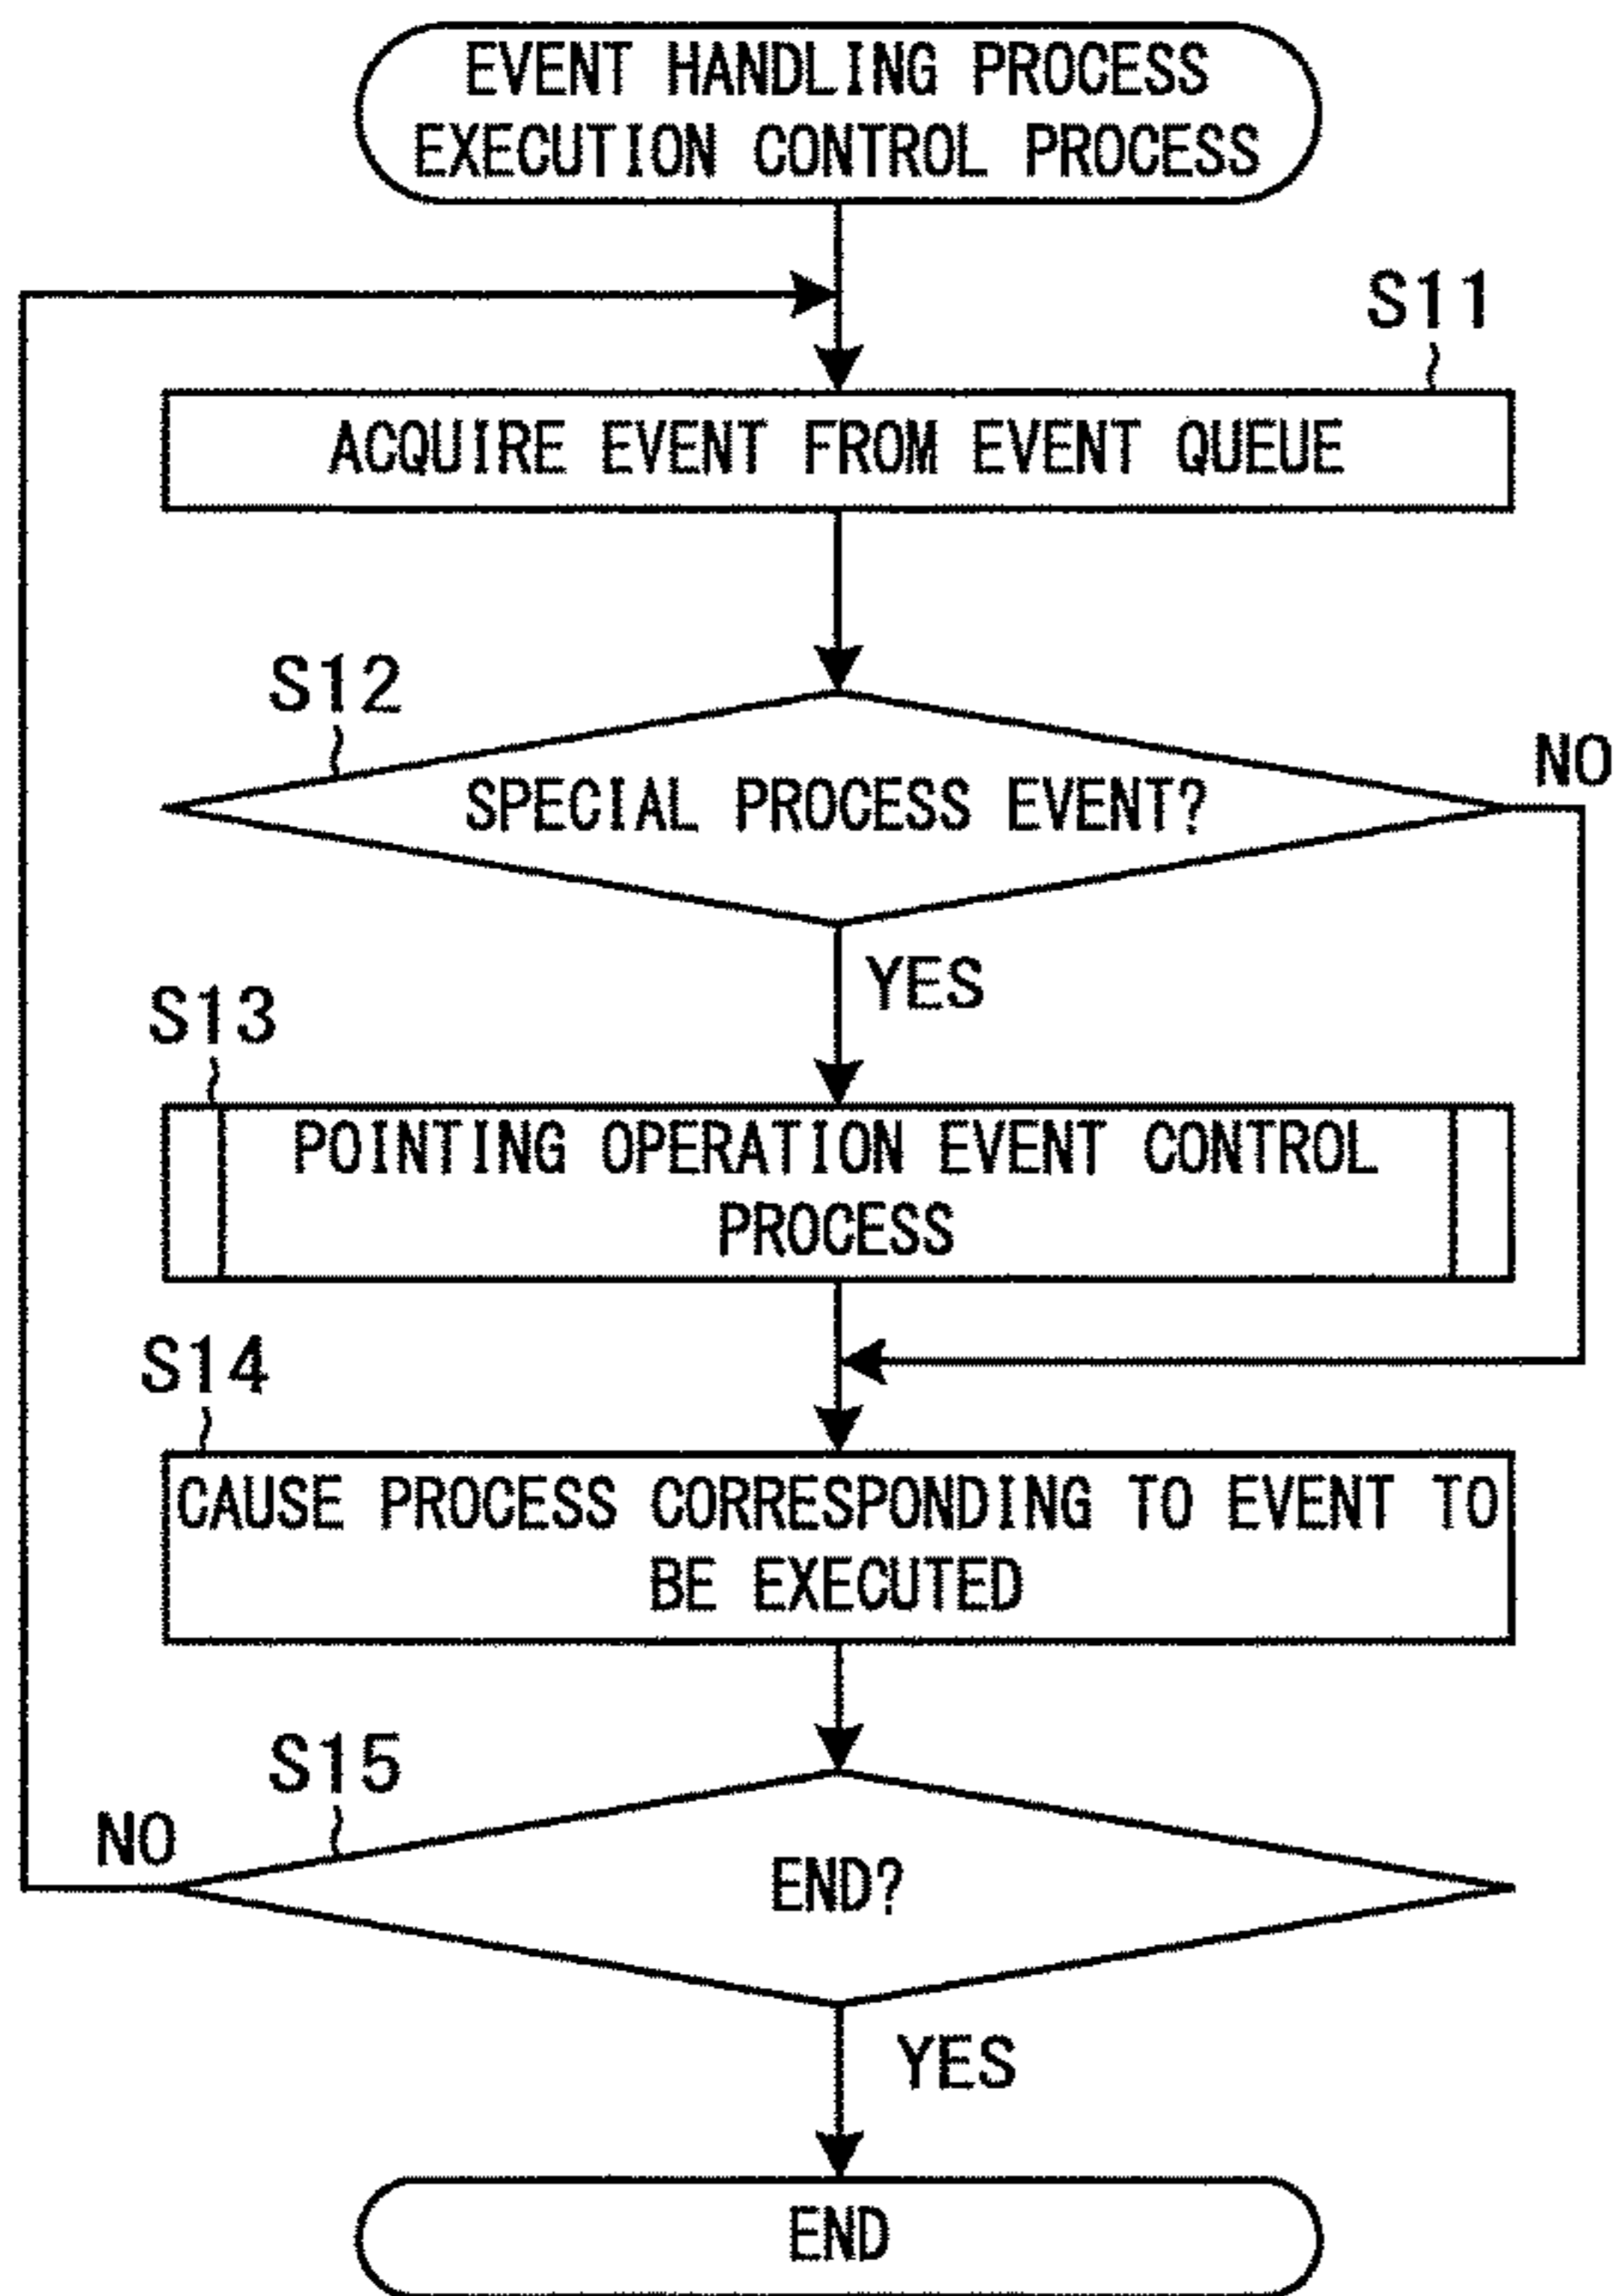 EVENT HANDLING PROCESS
EXECUTION CONTROL PROCESS
S11
ACQUIRE EVENT FROM EVENT QUEUE
S12
SPECIAL PROCESS EVENT?
NO
YES
S13
POINTING OPERATION EVENT CONTROL
PROCESS
S14
CAUSE PROCESS CORRESPONDING TO EVENT TO
BE EXECUTED
S15
NO
END?
YES
END